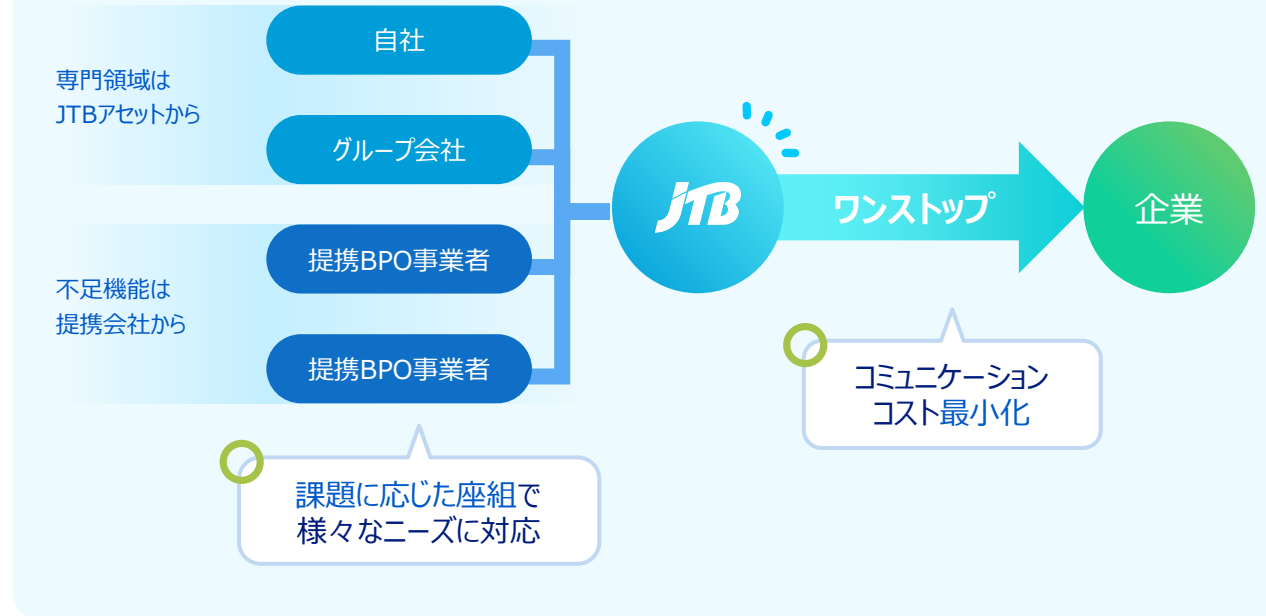 専門領域は
JTBアセットから
自社
グループ会社
不足機能は
提携会社から
提携BPO事業者
提携BPO事業者
JTB
ワンストップ
企業
課題に応じた座組で
様々なニーズに対応
コミュニケーション
コスト最小化